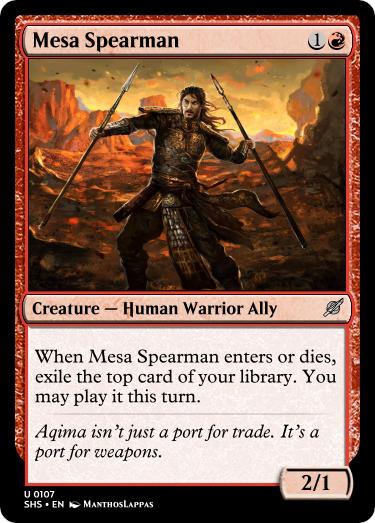 Mesa Spearman 1
Creature — Human Warrior Ally
When Mesa Spearman enters or dies,
exile the top card of your library. You
may play it this turn.
Aqima isn't just a port for trade. It's a
port for weapons.
2/1
U 0107
SHS • EN ManthosLappas